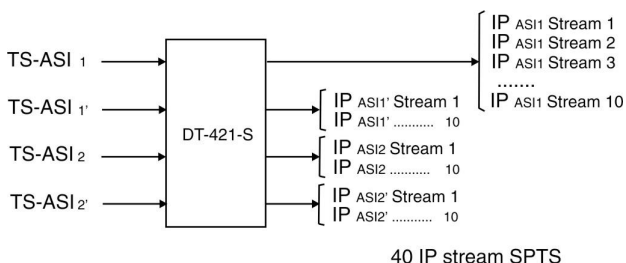 IP ASI1 Stream 1
IP ASI1 Stream 2
IP ASI1 Stream 3
.......
IP ASI1 Stream 10
TS-ASI 1
TS-ASI 1'
TS-ASI 2
TS-ASI 2'
DT-421-S
IP ASI1' Stream 1
IP ASI1' ........... 10
IP ASI2 Stream 1
IP ASI2 ........... 10
IP ASI2' Stream 1
IP ASI2' ........... 10
40 IP stream SPTS